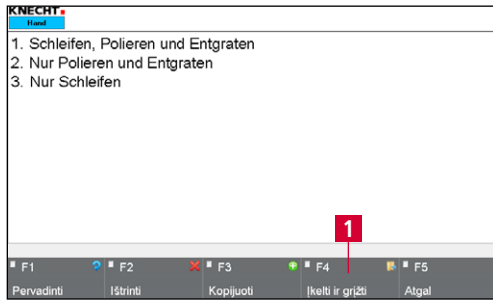 KNECHT
Hand
1. Schleifen, Polieren und Entgraten
2. Nur Polieren und Entgraten
3. Nur Schleifen
1
F1 F2 F3 F4 F5
Pervadinti Ištrinti Kopijuoti Įkelti ir grįžti Atgal